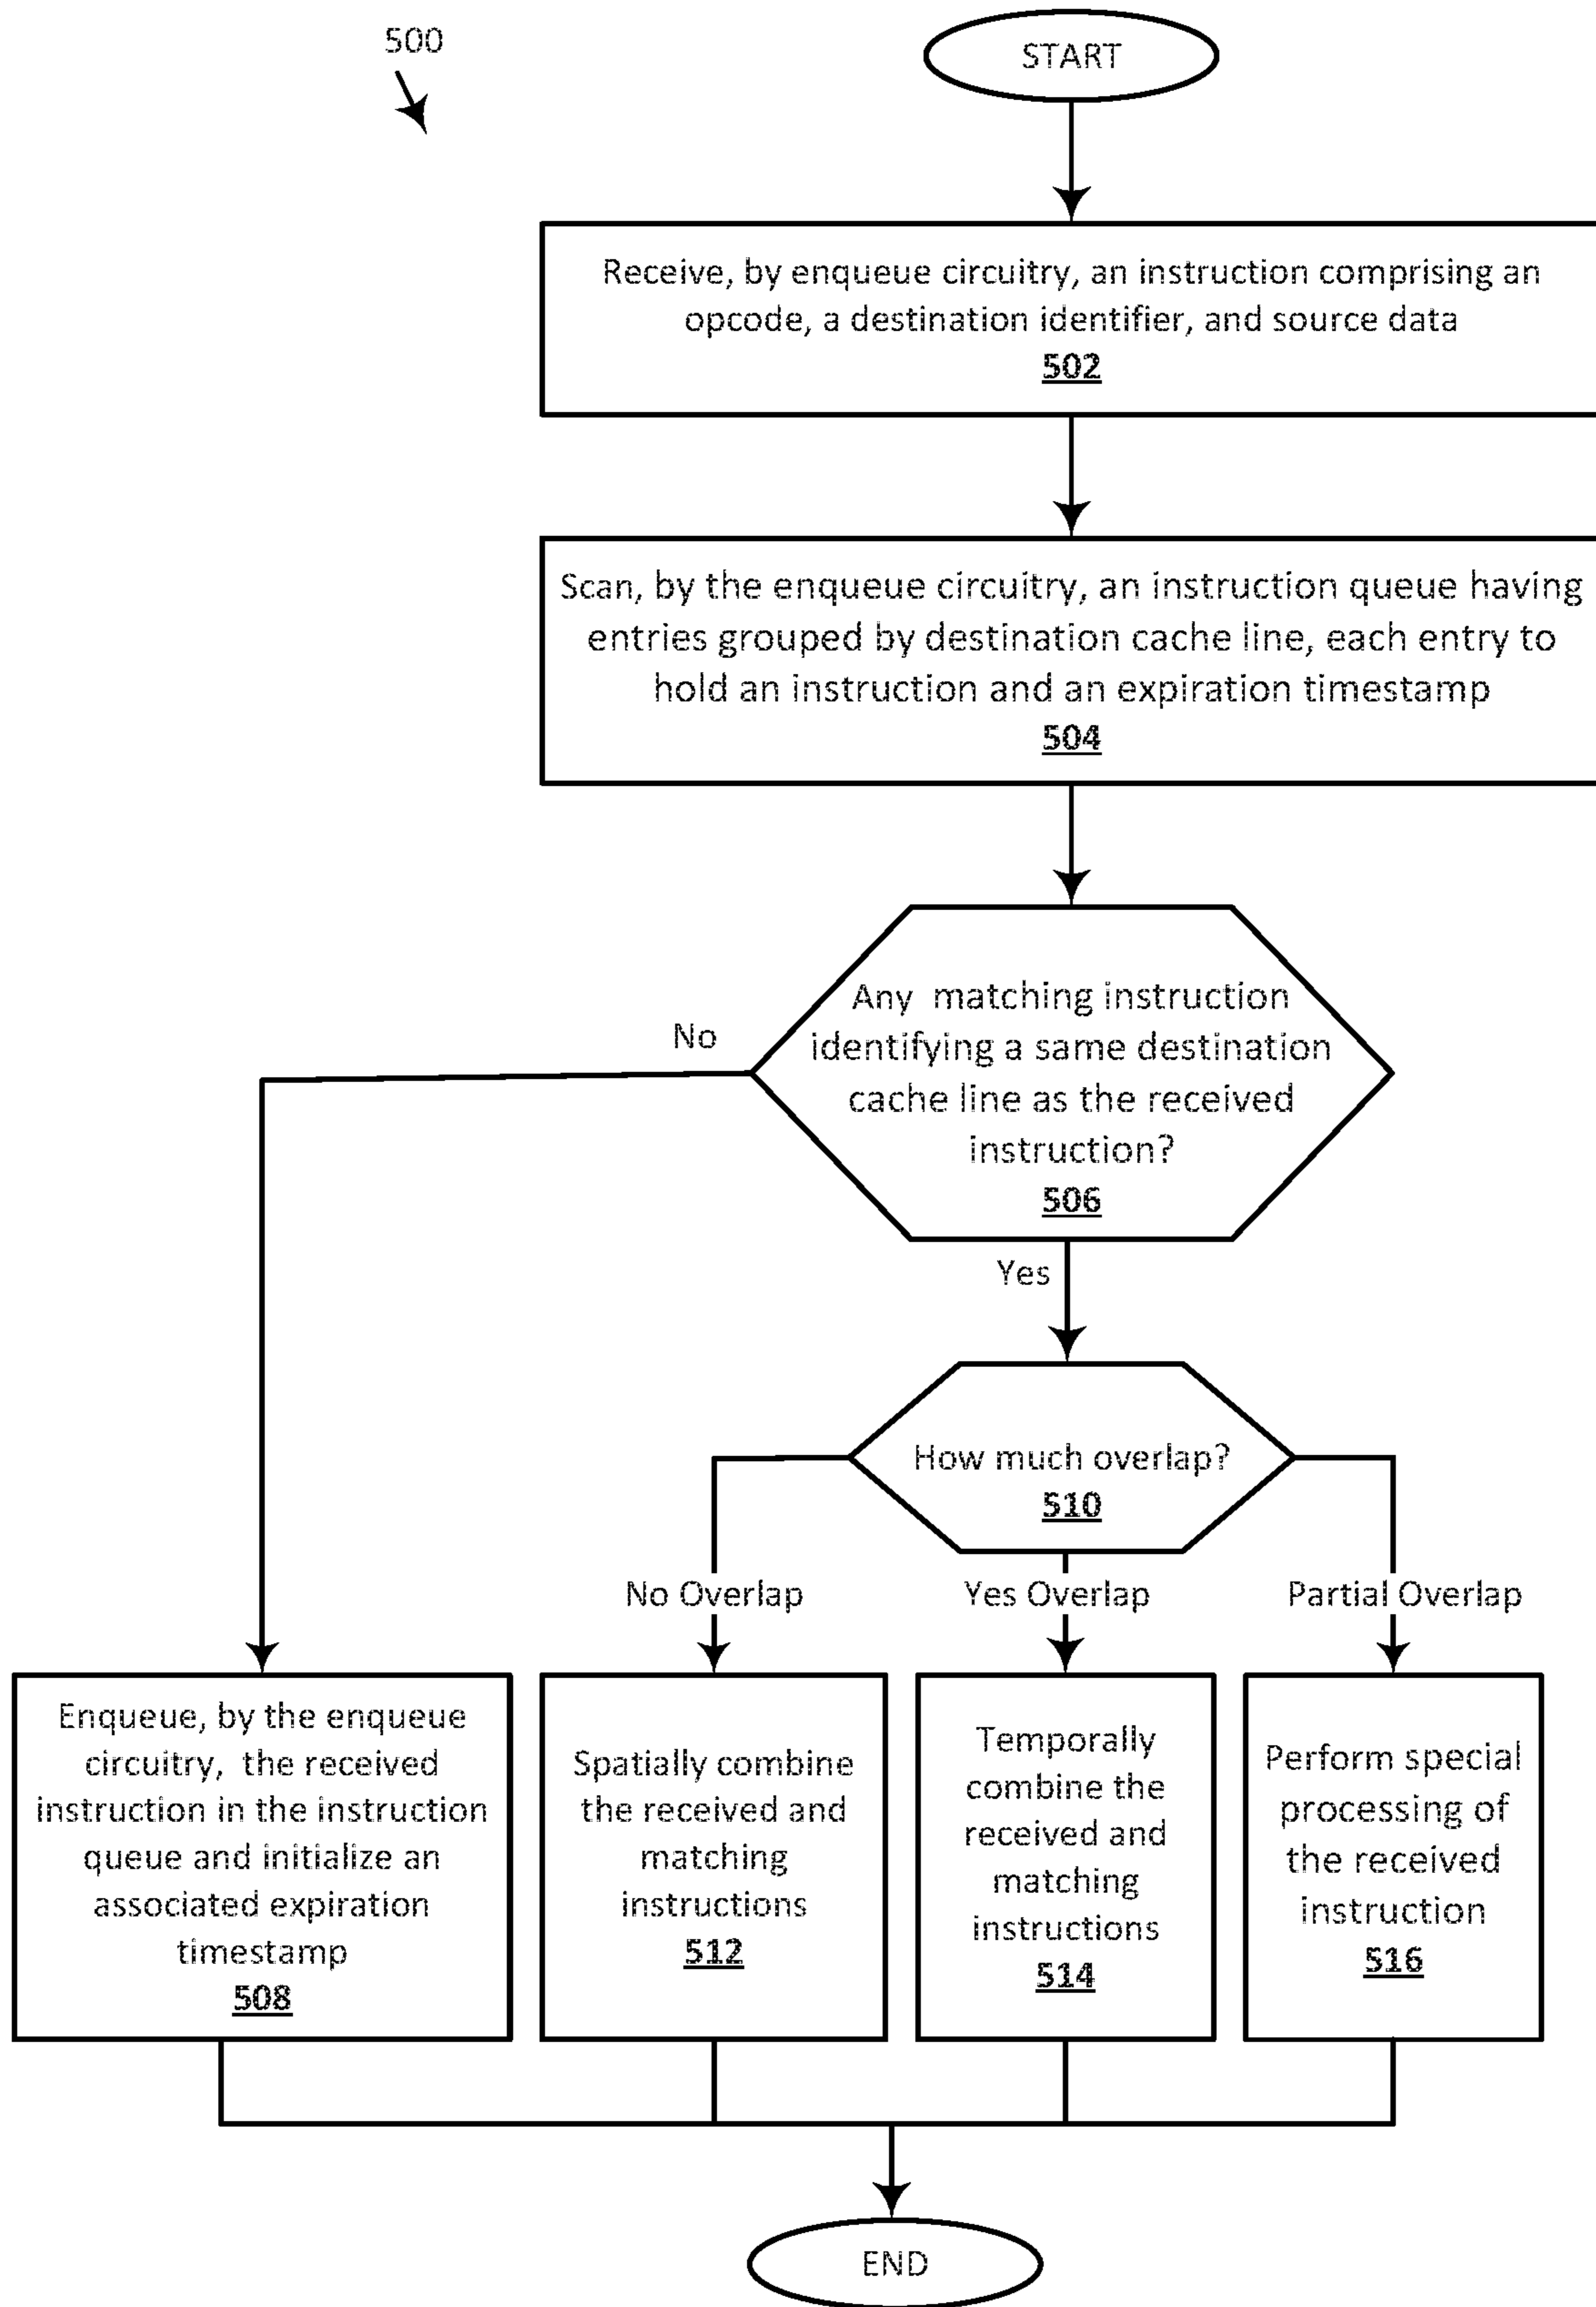 500
START
Receive, by enqueue circuitry, an instruction comprising an
opcode, a destination identifier, and source data
502
Scan, by the enqueue circuitry, an instruction queue having
entries grouped by destination cache line, each entry to
hold an instruction and an expiration timestamp
504
Any matching instruction
identifying a same destination
cache line as the received
instruction?
506
No
Yes
How much overlap?
510
No Overlap
Yes Overlap
Partial Overlap
Enqueue, by the enqueue
circuitry, the received
instruction in the instruction
queue and initialize an
associated expiration
timestamp
508
Spatially combine
the received and
matching
instructions
512
Temporally
combine the
received and
matching
instructions
514
Perform special
processing of
the received
instruction
516
END